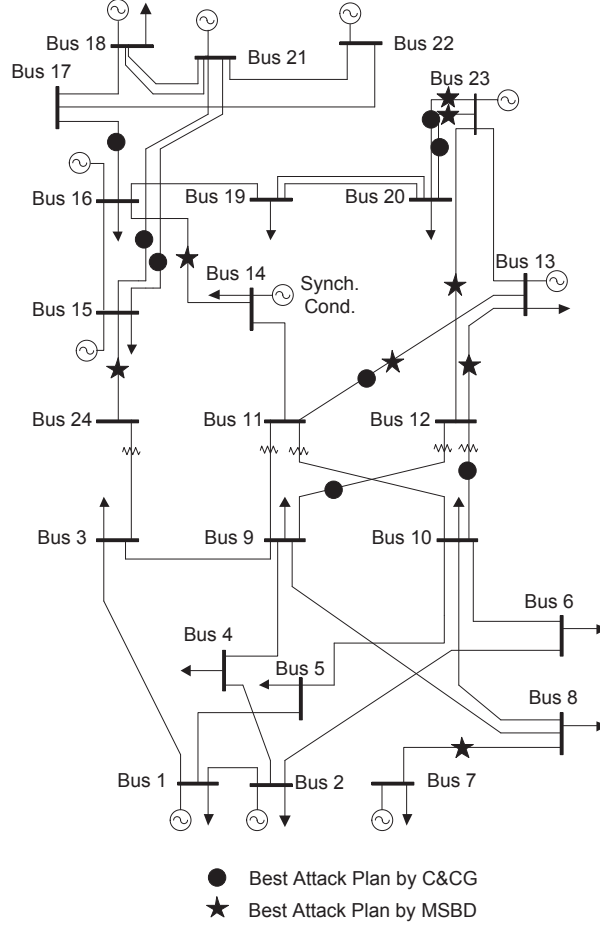 Bus 18
Bus 21
Bus 22
Bus 17
Bus 23
Bus 16
Bus 19
Bus 20
Bus 14
Synch.
Cond.
Bus 13
Bus 15
Bus 24
Bus 11
Bus 12
Bus 3
Bus 9
Bus 10
Bus 6
Bus 4
Bus 5
Bus 8
Bus 1
Bus 2
Bus 7
Best Attack Plan by C&CG
Best Attack Plan by MSBD